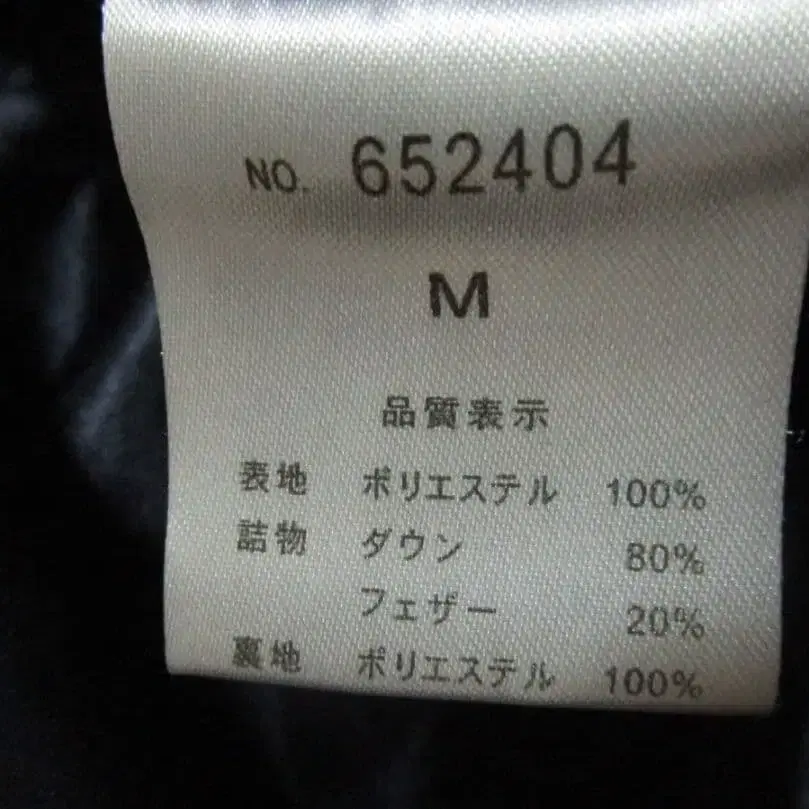 NO. 652404
M
品質表示
表地 ポリエステル 100%
詰物 ダウン 80%
フェザー 20%
裏地 ポリエステル 100%